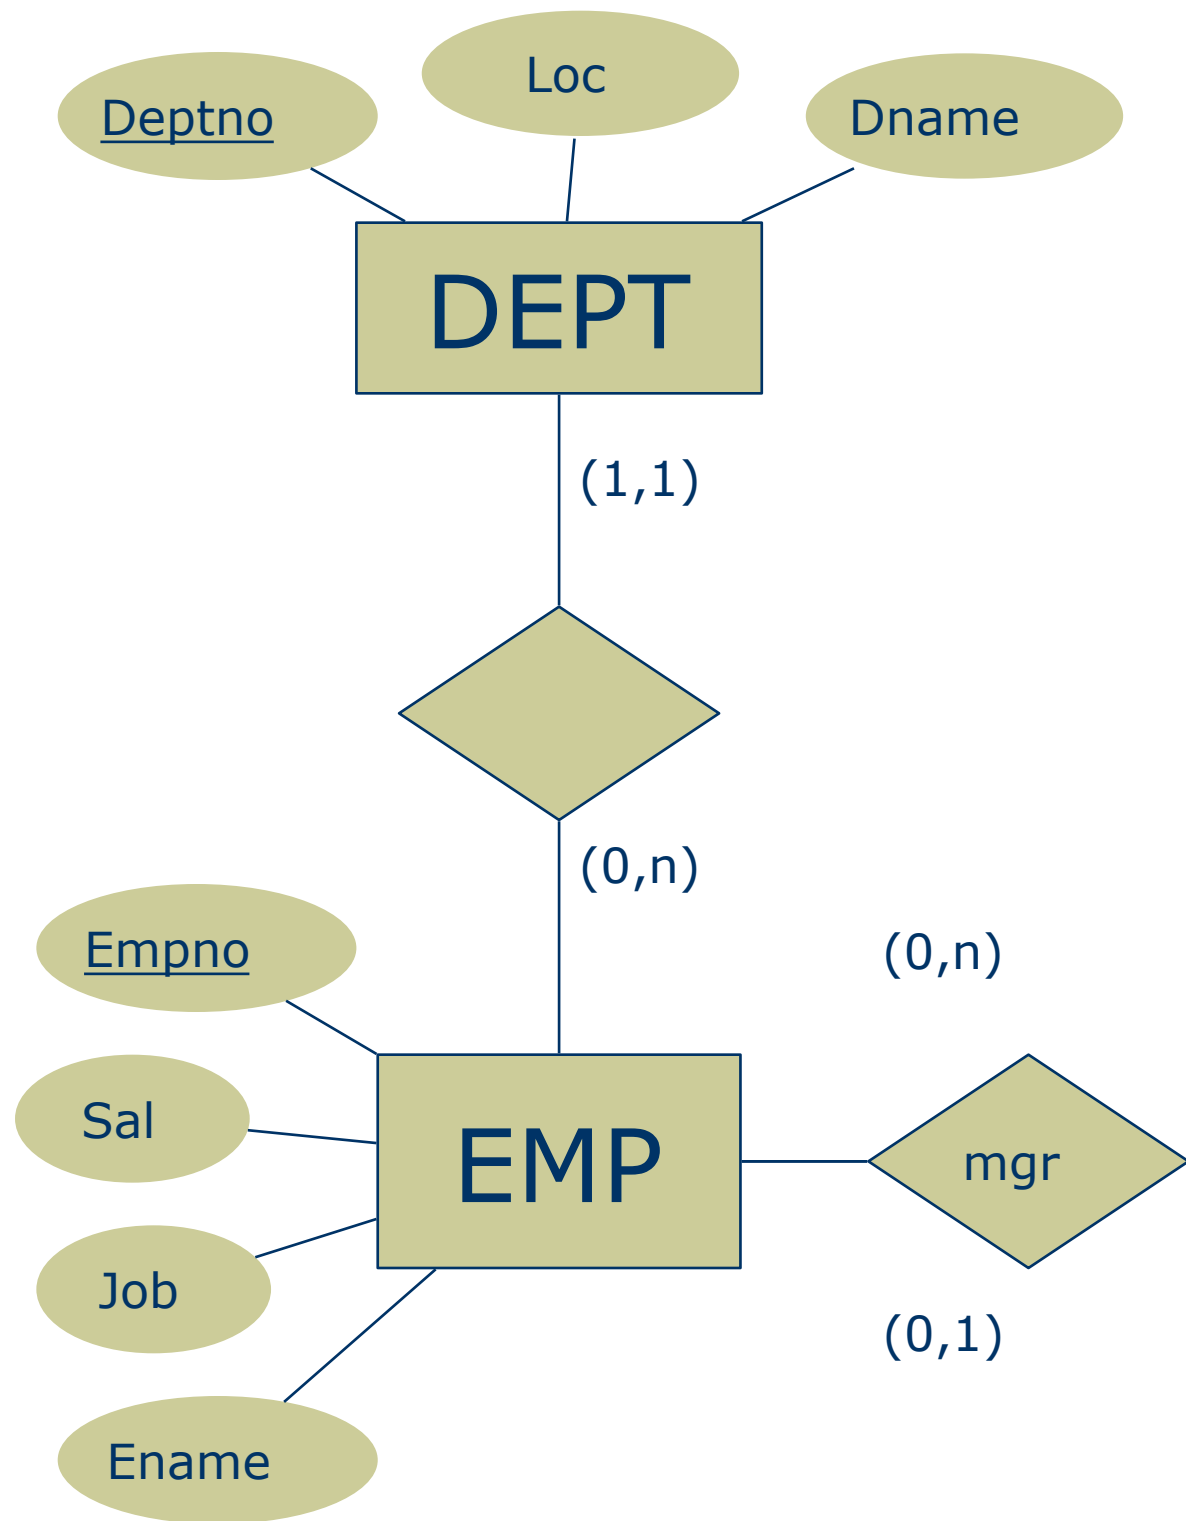 Loc
Deptno
Dname
DEPT
(1,1)
(0,n)
(0,n)
Empno
Sal
EMP
mgr
Job
(0,1)
Ename